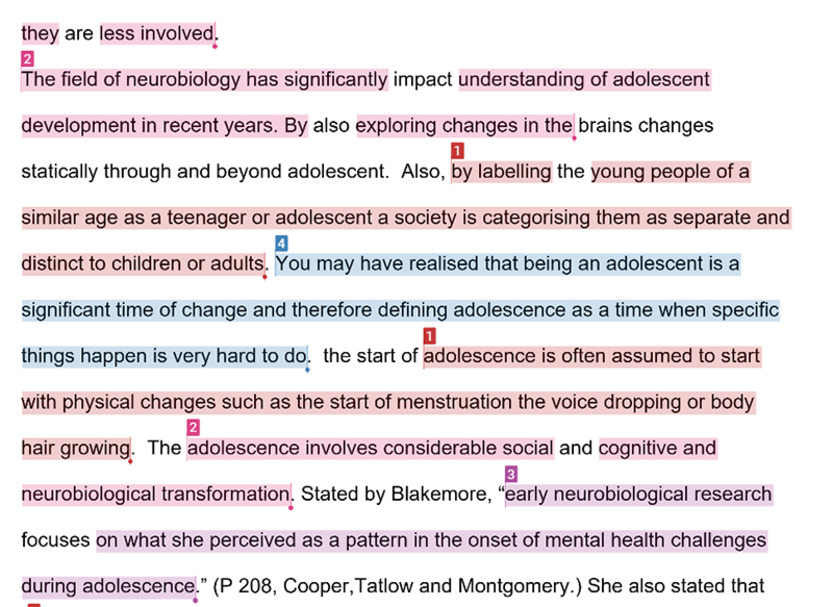 they are less involved.
2
The field of neurobiology has significantly impact understanding of adolescent
development in recent years. By also exploring changes in the brains changes
1
statically through and beyond adolescent.  Also, by labelling the young people of a
similar age as a teenager or adolescent a society is categorising them as separate and
4
distinct to children or adults. You may have realised that being an adolescent is a
significant time of change and therefore defining adolescence as a time when specific
1
things happen is very hard to do.  the start of adolescence is often assumed to start
with physical changes such as the start of menstruation the voice dropping or body
2
hair growing.  The adolescence involves considerable social and cognitive and
3
neurobiological transformation. Stated by Blakemore, “early neurobiological research
focuses on what she perceived as a pattern in the onset of mental health challenges
during adolescence.” (P 208, Cooper,Tatlow and Montgomery.) She also stated that